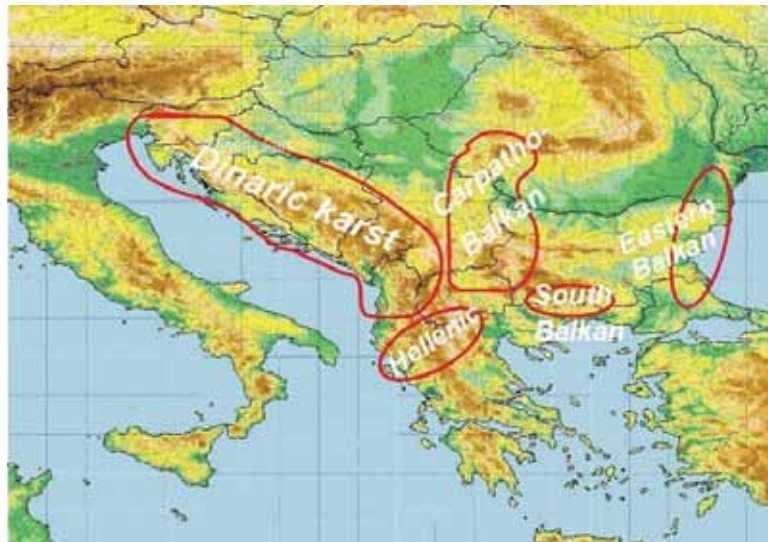 Dinaric karst
Carpatho-
Balkan
Eastern
Balkan
South
Balkan
Hellenic